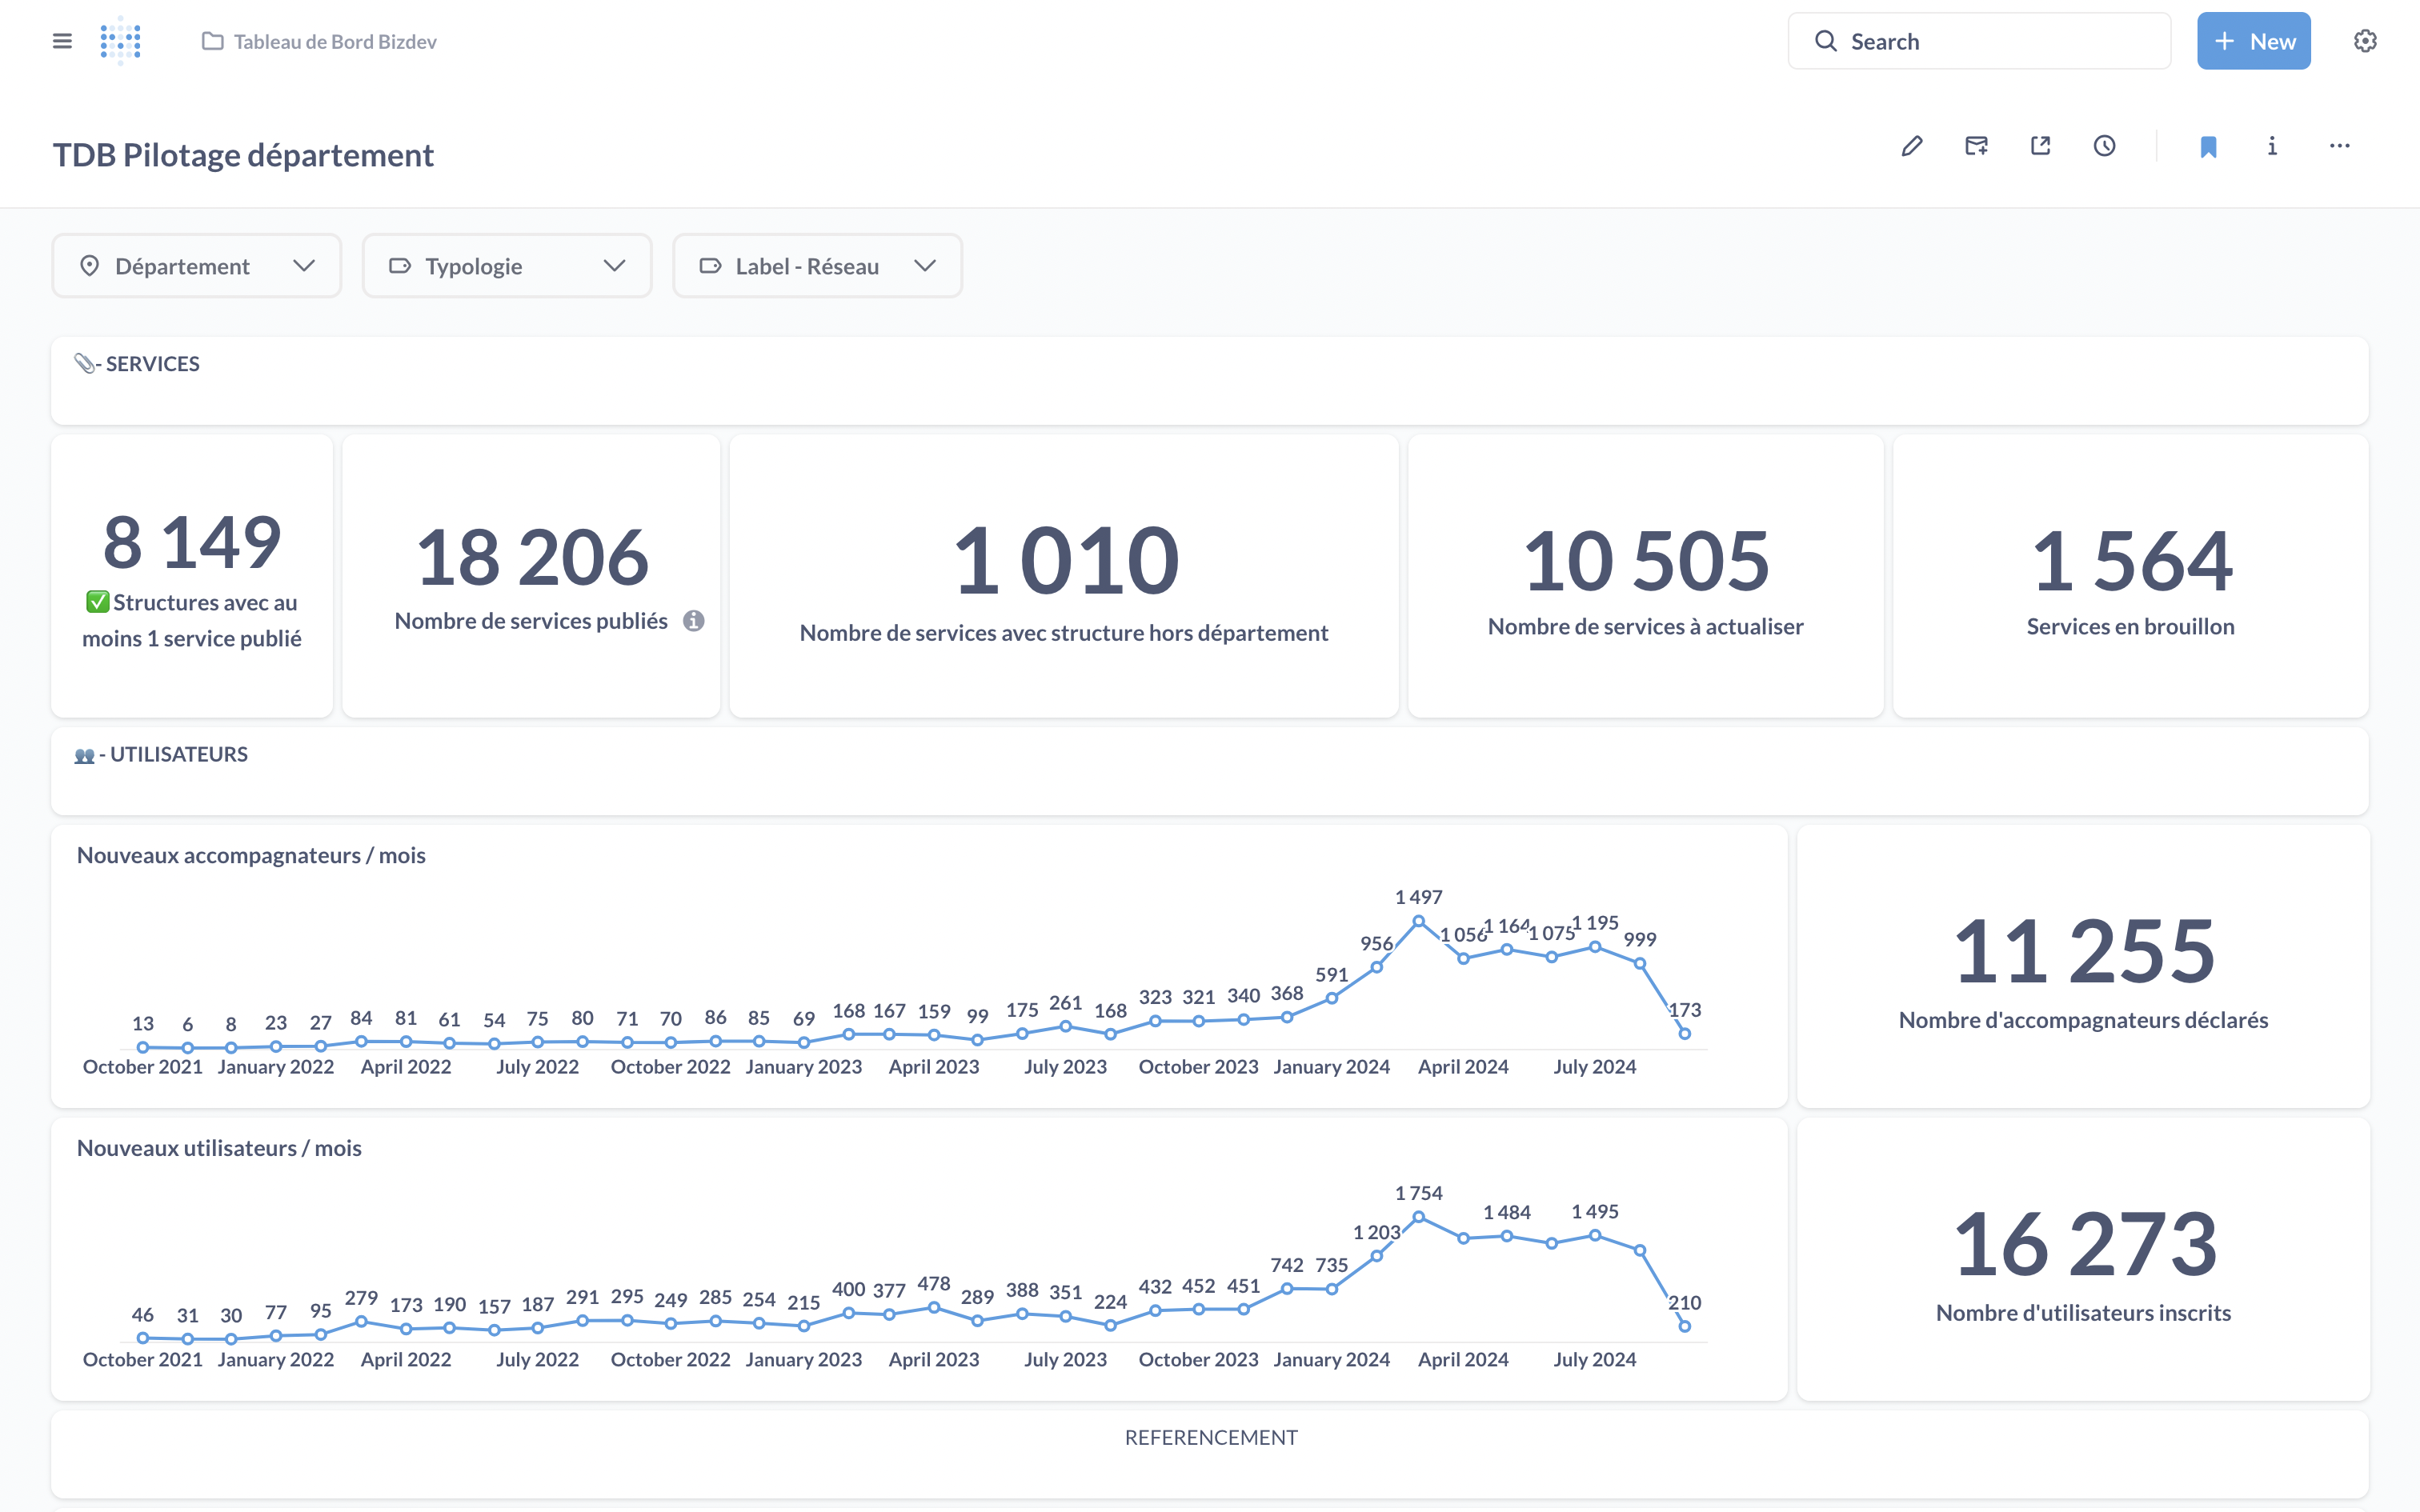 Tableau de Bord Bizdev
Search
+ New
TDB Pilotage département
Département
Typologie
Label - Réseau
📎- SERVICES
8 149
✅ Structures avec au
moins 1 service publié
18 206
Nombre de services publiés
1 010
Nombre de services avec structure hors département
10 505
Nombre de services à actualiser
1 564
Services en brouillon
👥 - UTILISATEURS
Nouveaux accompagnateurs / mois
13 6 8 23 27 84 81 61 54 75 80 71 70 86 85 69 168 167 159 99 175 261 168 323 321 340 368 591 956 1 497 1 056 1 164 1 075 1 195 999 173
October 2021 January 2022 April 2022 July 2022 October 2022 January 2023 April 2023 July 2023 October 2023 January 2024 April 2024 July 2024
11 255
Nombre d'accompagnateurs déclarés
Nouveaux utilisateurs / mois
46 31 30 77 95 279 173 190 157 187 291 295 249 285 254 215 400 377 478 289 388 351 224 432 452 451 742 735 1 203 1 754 1 484 1 495 210
October 2021 January 2022 April 2022 July 2022 October 2022 January 2023 April 2023 July 2023 October 2023 January 2024 April 2024 July 2024
16 273
Nombre d'utilisateurs inscrits
REFERENCEMENT